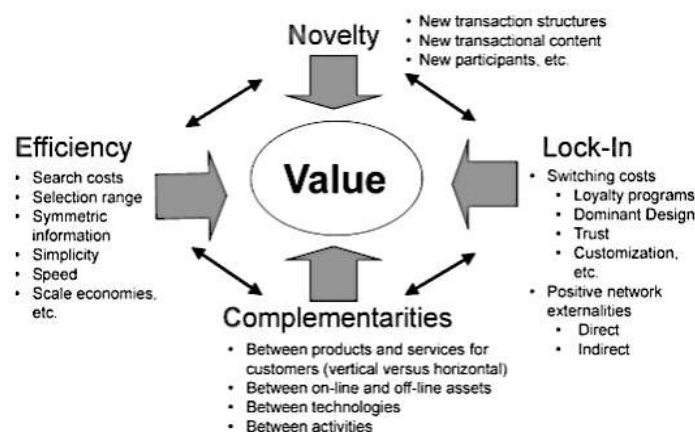 Novelty
New transaction structures
New transactional content
New participants, etc.
Efficiency
Search costs
Selection range
Symmetric
information
Simplicity
Speed
Scale economies,
etc.
Value
Lock-In
Switching costs
Loyalty programs
Dominant Design
Trust
Customization,
etc.
Positive network
externalities
Direct
Indirect
Complementarities
Between products and services for
customers (vertical versus horizontal)
Between on-line and off-line assets
Between technologies
Between activities